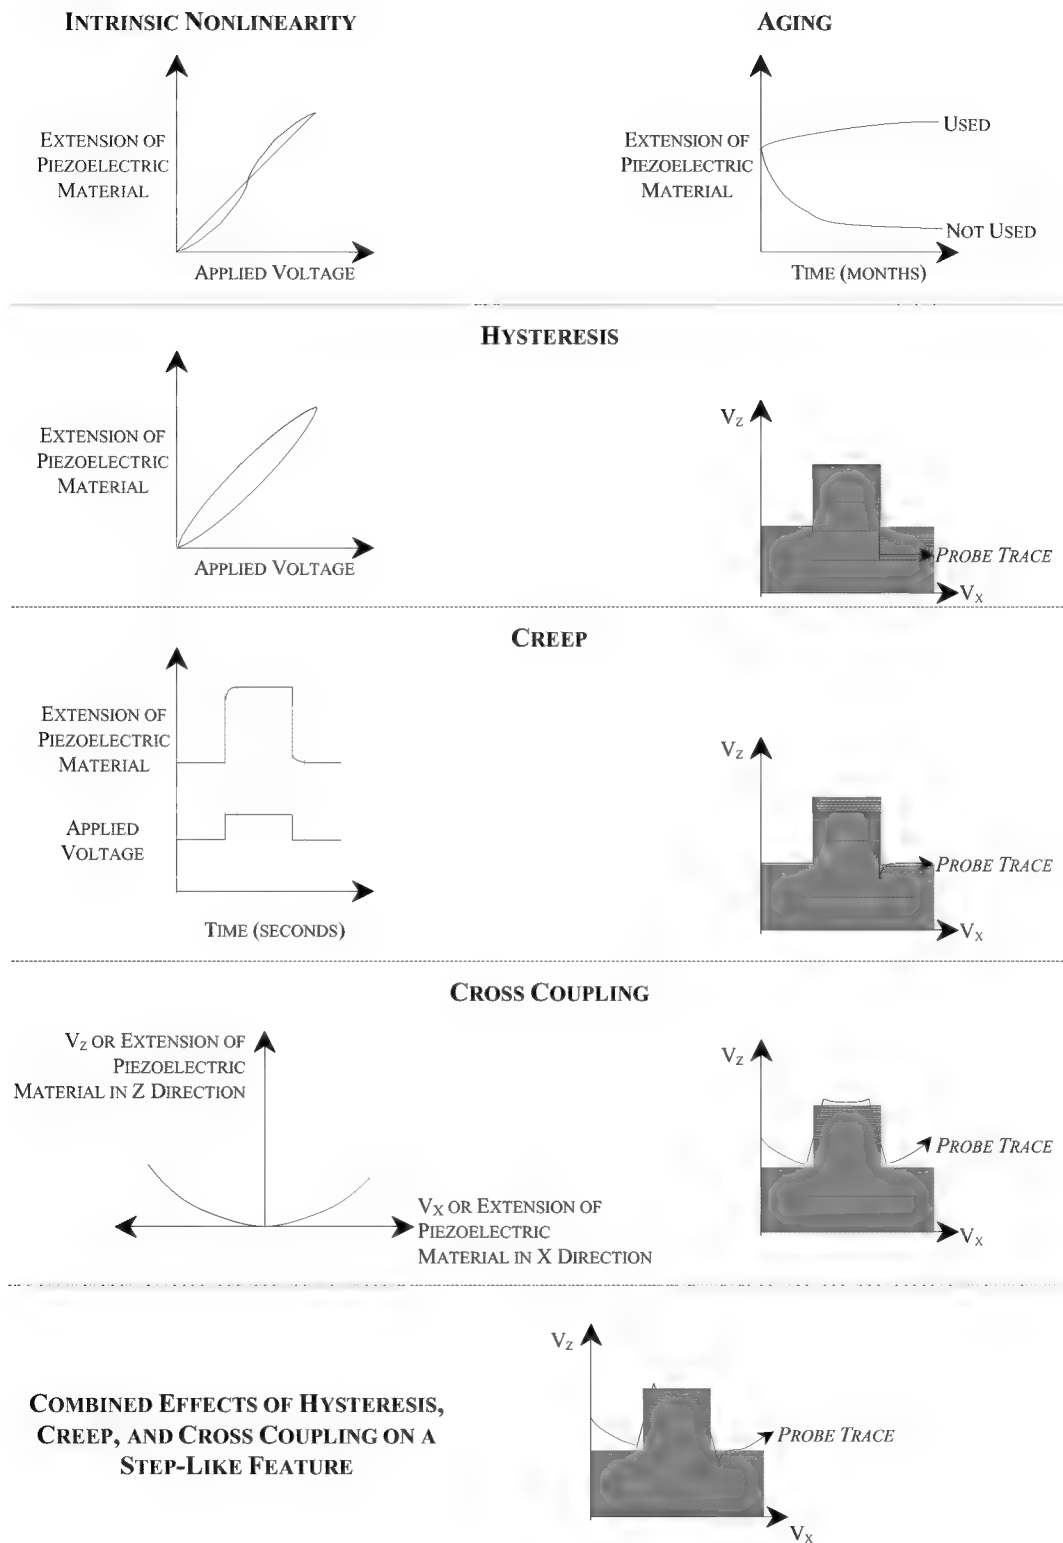 INTRINSIC NONLINEARITY
EXTENSION OF
PIEZOELECTRIC
MATERIAL
APPLIED VOLTAGE
AGING
EXTENSION OF
PIEZOELECTRIC
MATERIAL
USED
NOT USED
TIME (MONTHS)
HYSTERESIS
EXTENSION OF
PIEZOELECTRIC
MATERIAL
APPLIED VOLTAGE
VZ
PROBE TRACE
VX
CREEP
EXTENSION OF
PIEZOELECTRIC
MATERIAL
APPLIED
VOLTAGE
TIME (SECONDS)
VZ
PROBE TRACE
VX
CROSS COUPLING
VZ OR EXTENSION OF
PIEZOELECTRIC
MATERIAL IN Z DIRECTION
VX OR EXTENSION OF
PIEZOELECTRIC
MATERIAL IN X DIRECTION
VZ
PROBE TRACE
VX
COMBINED EFFECTS OF HYSTERESIS,
CREEP, AND CROSS COUPLING ON A
STEP-LIKE FEATURE
VZ
PROBE TRACE
VX